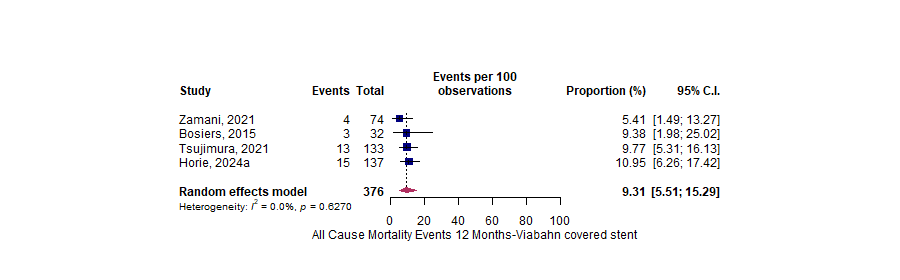 Events per 100
Study Events Total observations Proportion (%) 95% C.I.
Zamani, 2021 4 74 5.41 [1.49; 13.27]
Bosiers, 2015 3 32 9.38 [1.98; 25.02]
Tsujimura, 2021 13 133 9.77 [5.31; 16.13]
Horie, 2024a 15 137 10.95 [6.26; 17.42]
Random effects model 376 9.31 [5.51; 15.29]
Heterogeneity: I² = 0.0%, p = 0.6270
0 20 40 60 80 100
All Cause Mortality Events 12 Months-Viabahn covered stent